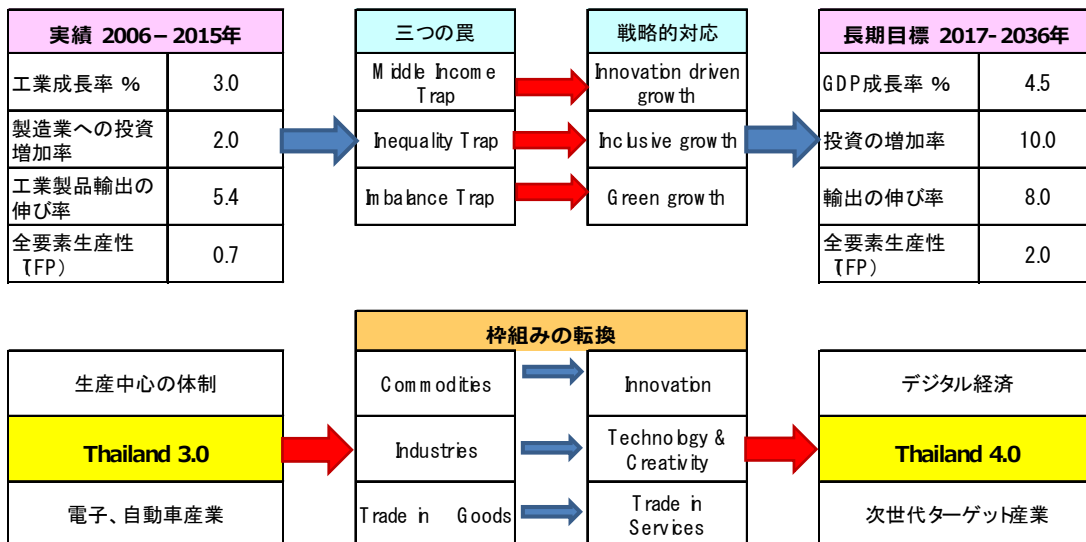 実績 2006－2015年
工業成長率 % 3.0
製造業への投資
増加率 2.0
工業製品輸出の
伸び率 5.4
全要素生産性
（TFP） 0.7
三つの罠
Middle Income
Trap
Inequality Trap
Imbalance Trap
戦略的対応
Innovation driven
growth
Inclusive growth
Green growth
長期目標 2017-2036年
GDP成長率 % 4.5
投資の増加率 10.0
輸出の伸び率 8.0
全要素生産性
（TFP） 2.0
生産中心の体制
Thailand 3.0
電子、自動車産業
枠組みの転換
Commodities
Innovation
Industries
Technology &
Creativity
Trade in Goods
Trade in
Services
デジタル経済
Thailand 4.0
次世代ターゲット産業